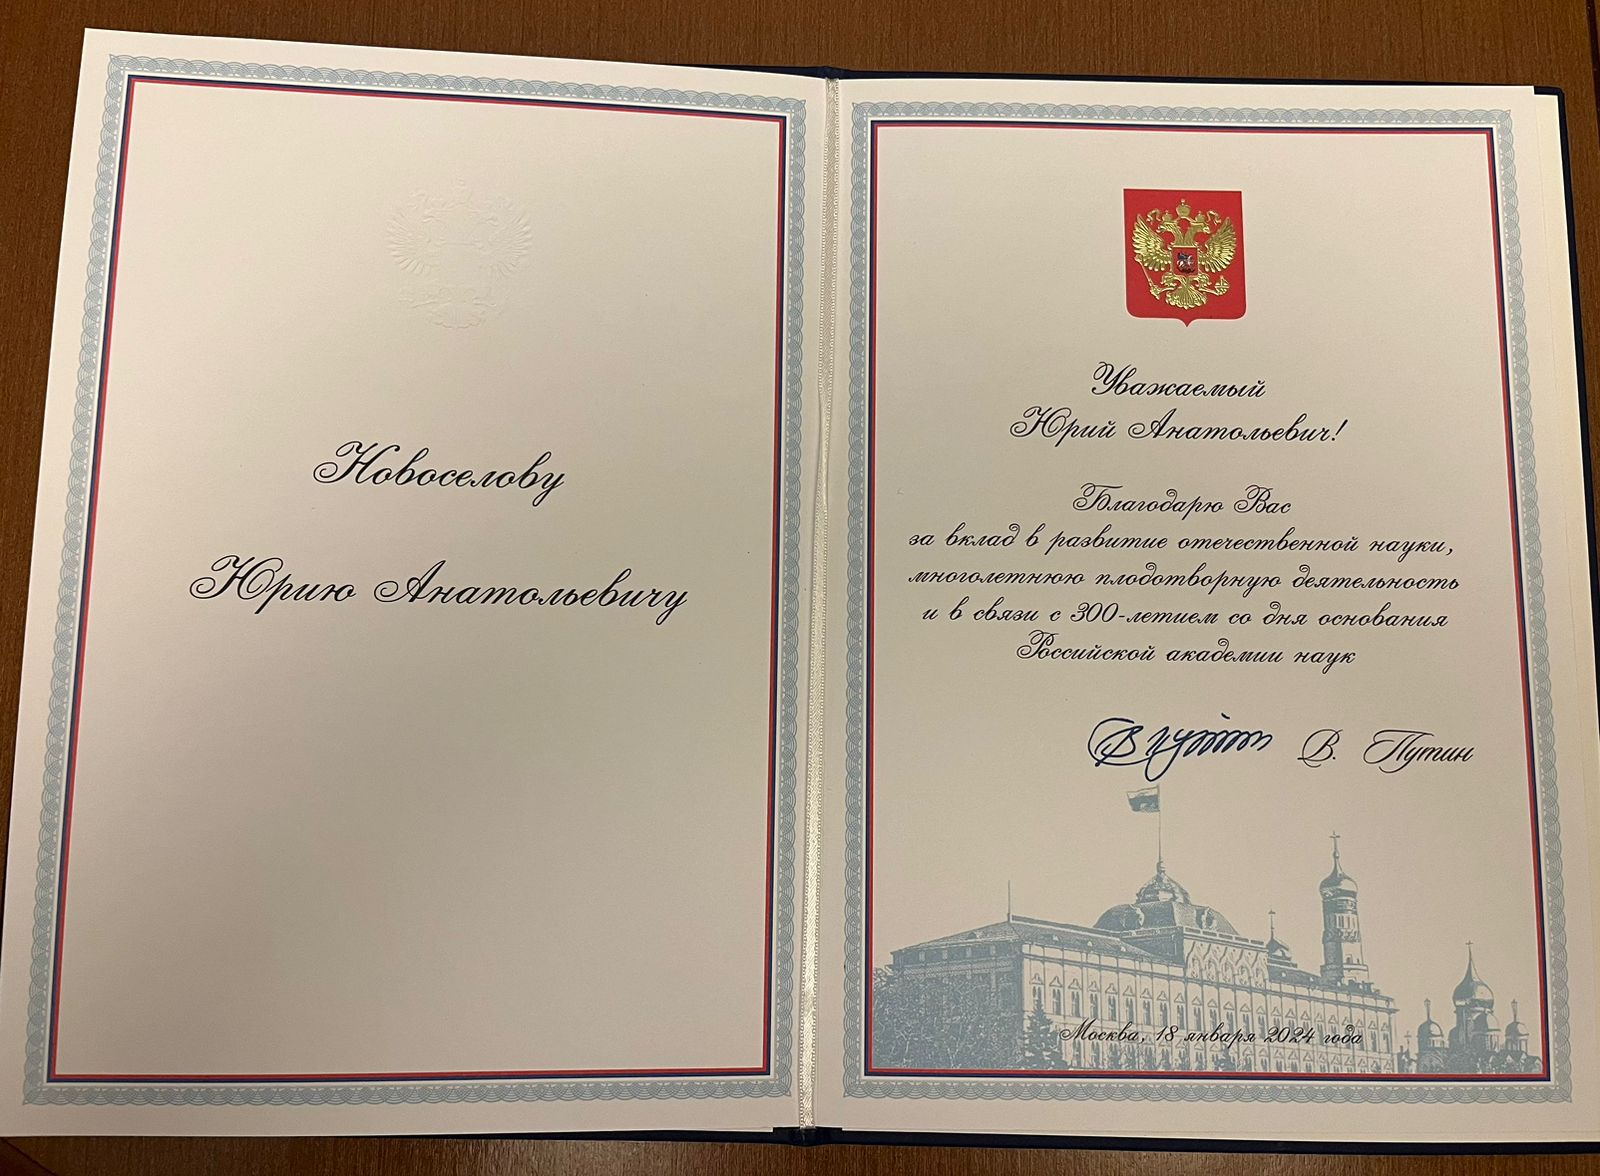 Новоселову
Юрию Анатольевичу
Уважаемый
Юрий Анатольевич!
Благодарю Вас
за вклад в развитие отечественной науки,
многолетнюю плодотворную деятельность
и в связи с 300-летием со дня основания
Российской академии наук
В. Путин
Москва, 18 января 2024 года